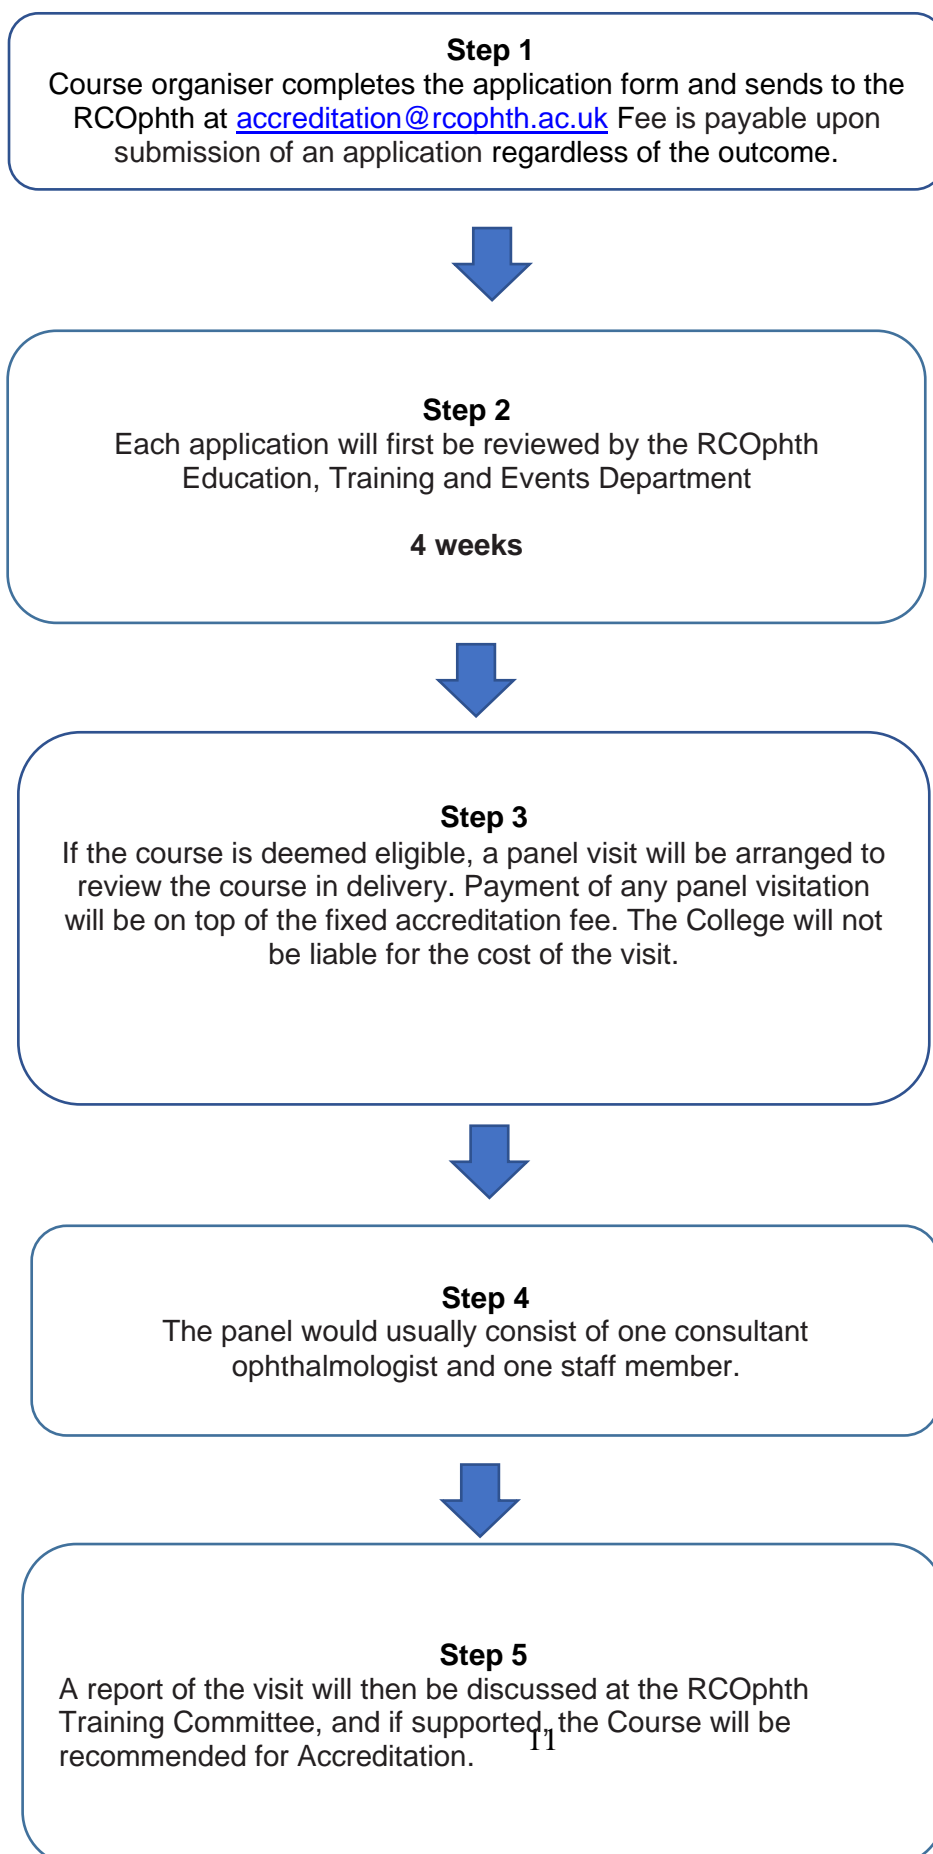 Step 1
Course organiser completes the application form and sends to the
RCOphth at accreditation@rcophth.ac.uk Fee is payable upon
submission of an application regardless of the outcome.
Step 2
Each application will first be reviewed by the RCOphth
Education, Training and Events Department
4 weeks
Step 3
If the course is deemed eligible, a panel visit will be arranged to
review the course in delivery. Payment of any panel visitation
will be on top of the fixed accreditation fee. The College will not
be liable for the cost of the visit.
Step 4
The panel would usually consist of one consultant
ophthalmologist and one staff member.
Step 5
A report of the visit will then be discussed at the RCOphth
Training Committee, and if supported, the Course will be
recommended for Accreditation.
11